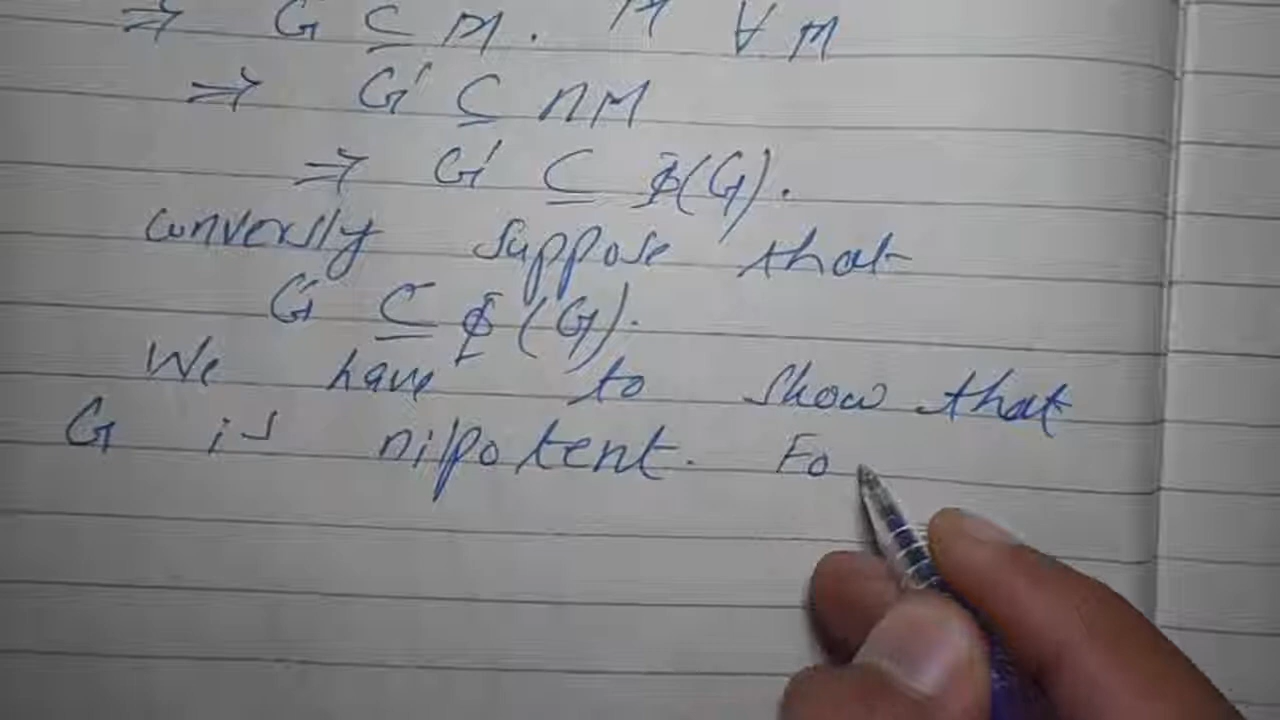 ⇒ G' ⊆ M. ∀ M
⇒ G' ⊆ ∩M
⇒ G' ⊆ Φ(G).
conversly suppose that
G' ⊆ Φ(G).
We have to show that
G is nilpotent. Fo